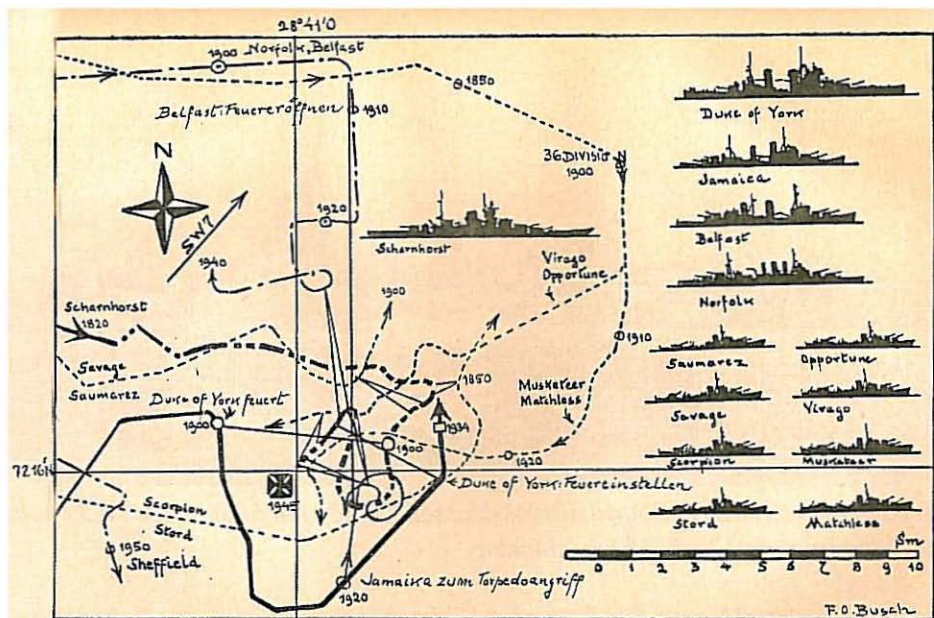 28°41'O
1900 Norfolk, Belfast
1850
Belfast: Feuereröffnen
1910
36 DIVISIO
1900
N
SW7
1920
Scharnhorst
1940
Virago
Opportune
1900
Scharnhorst
1820
Savage
Saumarez
1910
1850
Duke of York feuert
1900
Musketeer
Matchless
1934
1900
1920
72°16'N
Duke of York: Feuereinstellen
1945
Scorpion
Stord
1950
Sheffield
Jamaika zum Torpedoangriff
1920
Duke of York
Jamaica
Belfast
Norfolk
Saumarez
Opportune
Savage
Virago
Scorpion
Musketeer
Stord
Matchless
Sm
0 1 2 3 4 5 6 7 8 9 10
F.O. Busch